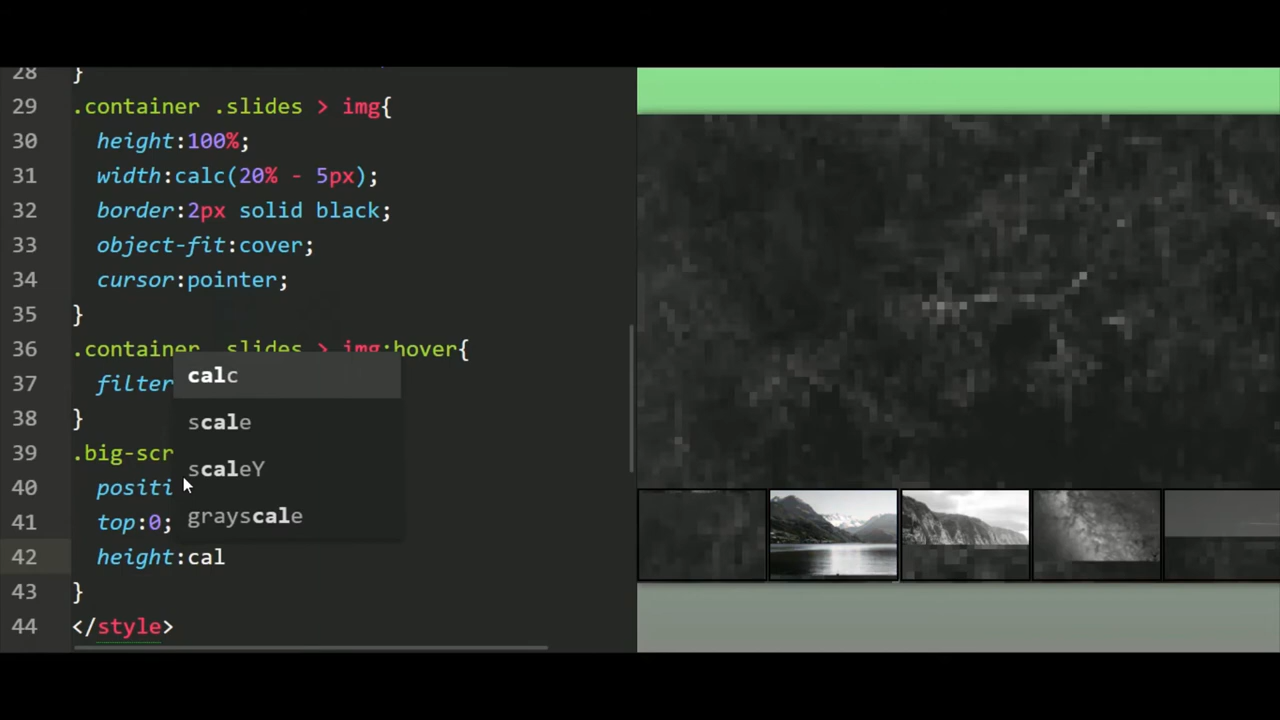 28 }
29 .container .slides > img{
30 height:100%;
31 width:calc(20% - 5px);
32 border:2px solid black;
33 object-fit:cover;
34 cursor:pointer;
35 }
36 .container .slides > img:hover{
37 filter
38 }
39 .big-scr
40 positi
41 top:0;
42 height:cal
43 }
44 </style>
calc
scale
scaleY
grayscale